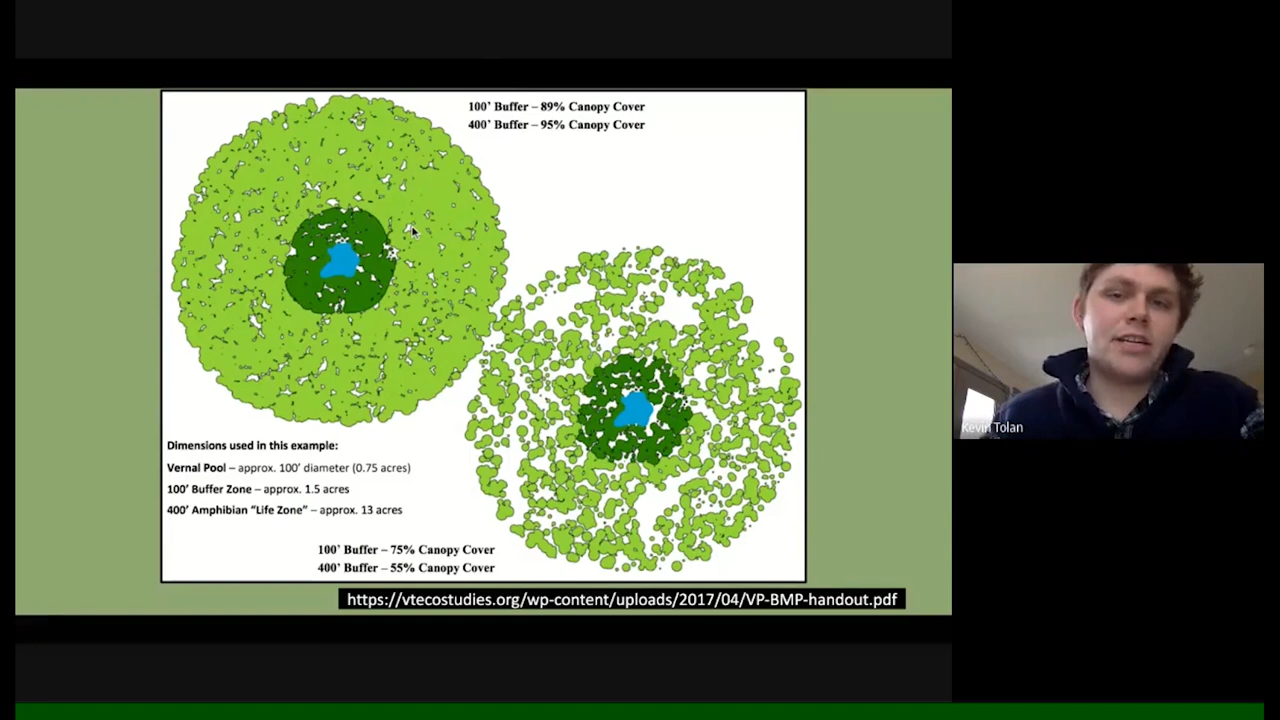 100’ Buffer – 89% Canopy Cover
400’ Buffer – 95% Canopy Cover
Dimensions used in this example:
Vernal Pool – approx. 100’ diameter (0.75 acres)
100’ Buffer Zone – approx. 1.5 acres
400’ Amphibian “Life Zone” – approx. 13 acres
100’ Buffer – 75% Canopy Cover
400’ Buffer – 55% Canopy Cover
https://vtecostudies.org/wp-content/uploads/2017/04/VP-BMP-handout.pdf
Kevin Tolan